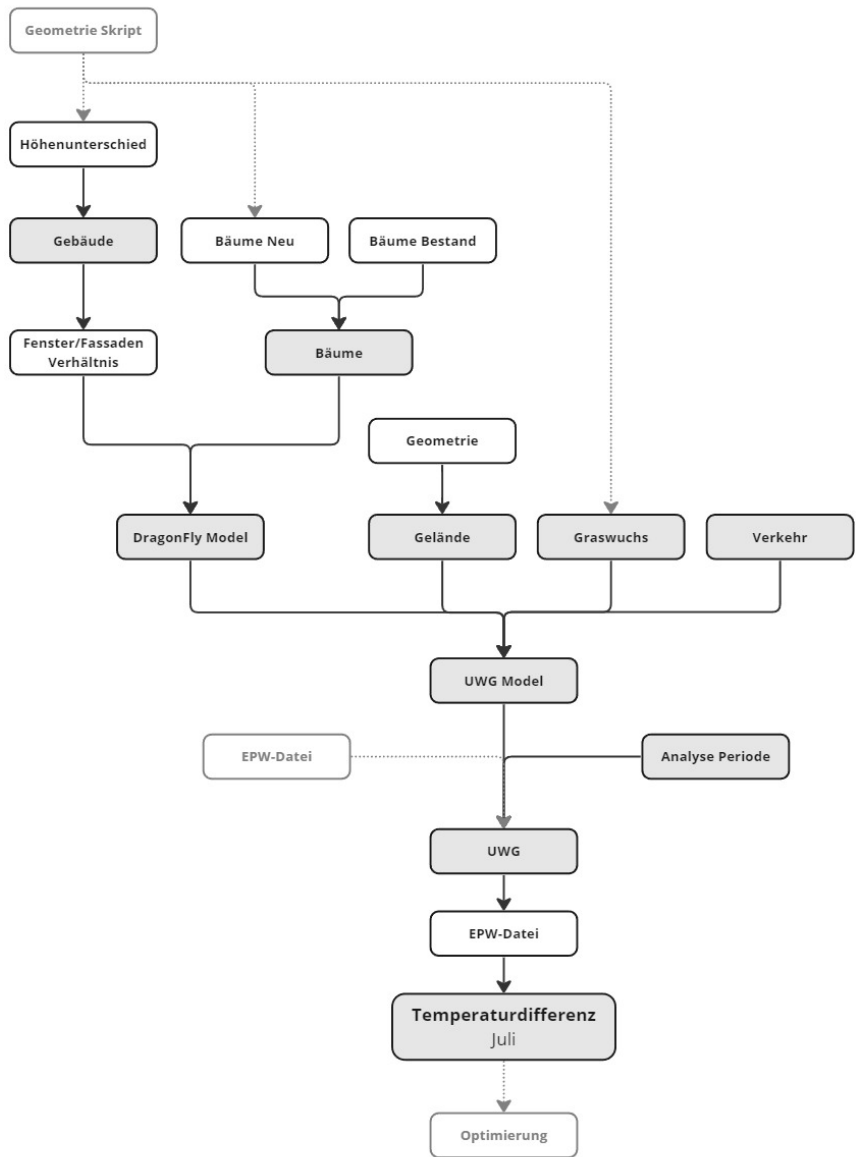 Geometrie Skript
Höhenunterschied
Gebäude
Bäume Neu
Bäume Bestand
Fenster/Fassaden
Verhältnis
Bäume
Geometrie
DragonFly Model
Gelände
Graswuchs
Verkehr
UWG Model
EPW-Datei
Analyse Periode
UWG
EPW-Datei
Temperaturdifferenz
Juli
Optimierung